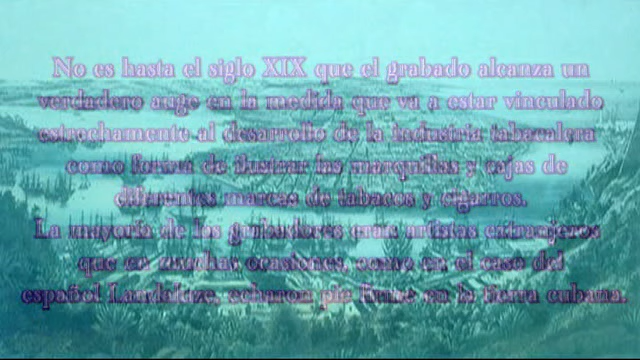 No es hasta el siglo XIX que el grabado alcanza un
verdadero auge en la medida que va a estar vinculado
estrechamente al desarrollo de la industria tabacalera
como forma de ilustrar las marquillas y cajas de
diferentes marcas de tabacos y cigarros.
La mayoría de los grabadores eran artistas extranjeros
que en muchas ocasiones, como en el caso del
español Landaluze, echaron pie firme en la tierra cubana.